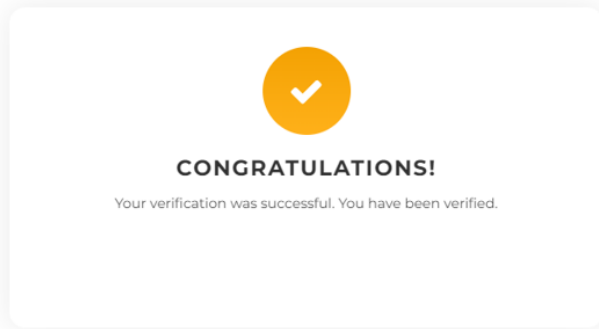 CONGRATULATIONS!
Your verification was successful. You have been verified.